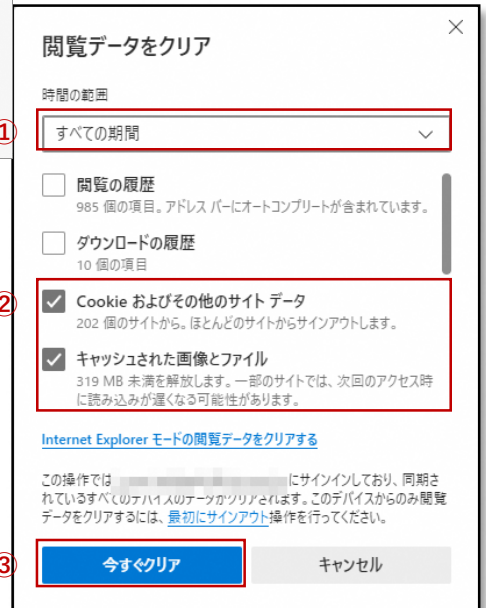 閲覧データをクリア
時間の範囲
①
すべての期間
閲覧の履歴
985 個の項目。アドレス バーにオートコンプリートが含まれています。
ダウンロードの履歴
10 個の項目
②
Cookie およびその他のサイト データ
202 個のサイトから。ほとんどのサイトからサインアウトします。
キャッシュされた画像とファイル
319 MB 未満を解放します。一部のサイトでは、次回のアクセス時
に読み込みが遅くなる可能性があります。
Internet Explorer モードの閲覧データをクリアする
この操作では にサインインしており、同期さ
れているすべてのデバイスのデータがクリアされます。このデバイスからのみ閲覧
データをクリアするには、最初にサインアウト操作を行ってください。
③
今すぐクリア
キャンセル